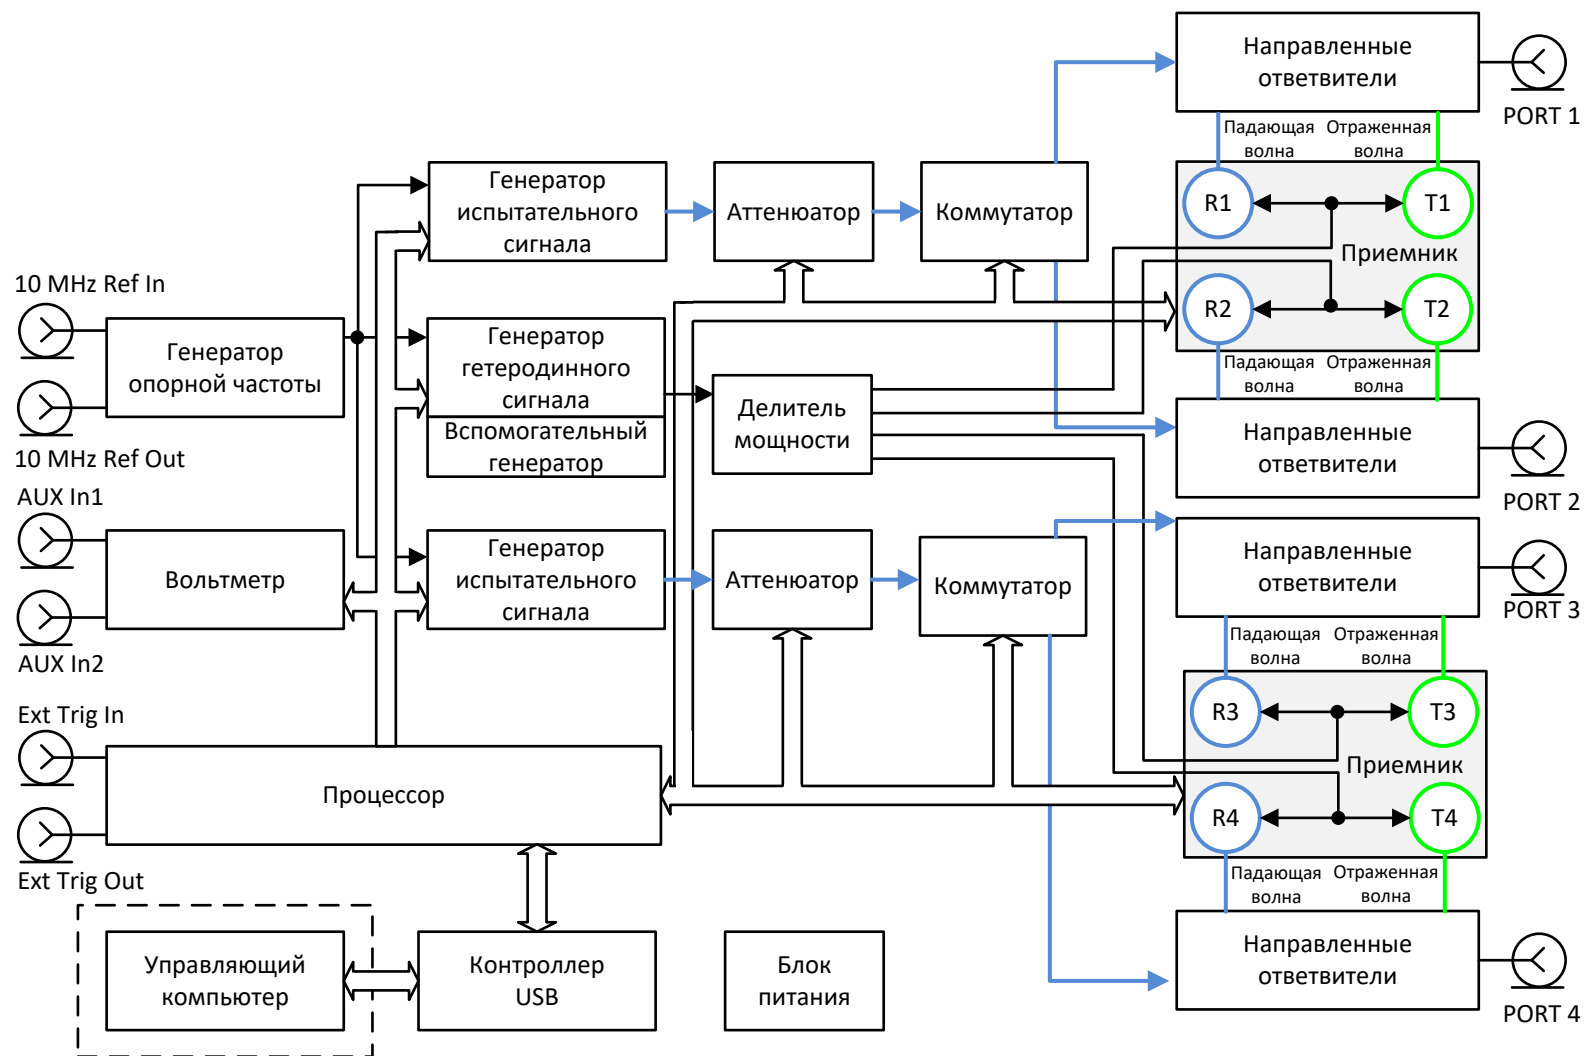 Направленные
ответвители
PORT 1
Падающая
волна
Отраженная
волна
Генератор
испытательного
сигнала
Аттенюатор
Коммутатор
R1
T1
Приемник
R2
T2
10 MHz Ref In
Генератор
опорной частоты
10 MHz Ref Out
Генератор
гетеродинного
сигнала
Вспомогательный
генератор
Делитель
мощности
Падающая
волна
Отраженная
волна
Направленные
ответвители
PORT 2
AUX In1
Вольтметр
AUX In2
Генератор
испытательного
сигнала
Аттенюатор
Коммутатор
Направленные
ответвители
PORT 3
Падающая
волна
Отраженная
волна
R3
T3
Приемник
R4
T4
Ext Trig In
Процессор
Ext Trig Out
Падающая
волна
Отраженная
волна
Управляющий
компьютер
Контроллер
USB
Блок
питания
Направленные
ответвители
PORT 4